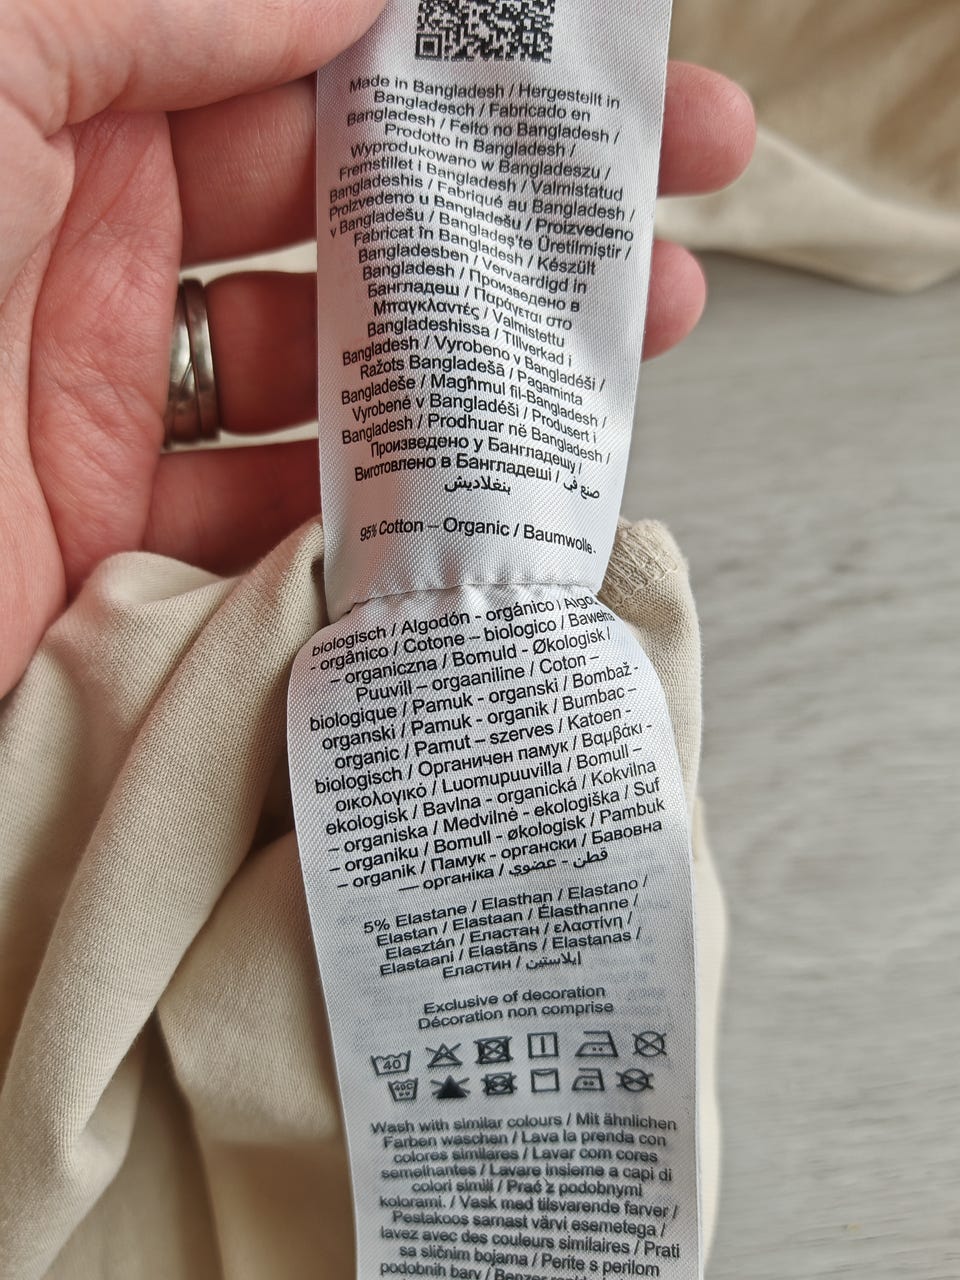 Made in Bangladesh / Hergestellt in
Bangladesch / Fabricado en
Bangladesh / Feito no Bangladesh /
Prodotto in Bangladesh /
Wyprodukowano w Bangladeszu /
Fremstillet i Bangladesh / Valmistatud
Bangladeshis / Fabriqué au Bangladesh /
Proizvedeno u Bangladešu / Proizvedeno
v Bangladešu / Bangladeş'te Üretilmiştir /
Fabricat în Bangladesh / Készült
Bangladesben / Vervaardigd in
Bangladesh / Произведено в
Бангладеш / Παράγεται στο
Μπαγκλαντές / Valmistettu
Bangladeshissa / Tillverkad i
Bangladesh / Vyrobeno v Bangladéši /
Ražots Bangladešā / Pagaminta
Bangladeše / Magħmul fil-Bangladesh /
Vyrobené v Bangladéši / Produsert i
Bangladesh / Prodhuar në Bangladesh /
Произведено у Бангладешу /
Виготовлено в Бангладеші / صنع في
بنغلاديش
95% Cotton – Organic / Baumwolle -
biologisch / Algodón - orgánico / Algo
- orgânico / Cotone – biologico / Bawełna
– organiczna / Bomuld - Økologisk /
Puuvill – orgaaniline / Coton –
biologique / Pamuk - organski / Bombaž -
organski / Pamuk - organik / Bumbac –
organic / Pamut – szerves / Katoen -
biologisch / Органичен памук / Βαμβάκι -
οικολογικό / Luomupuuvilla / Bomull –
ekologisk / Bavlna - organická / Kokvilna
– organiska / Medvilnė - ekologiška / Suf
– organiku / Bomull - økologisk / Pambuk
– organik / Памук - органски / Бавовна
— органіка / قطن - عضوي
5% Elastane / Elasthan / Elastano /
Elastan / Elastaan / Élasthanne /
Elasztán / Еластан / ελαστίνη /
Elastaani / Elastāns / Elastanas /
Еластин / ايلاستين
Exclusive of decoration
Décoration non comprise
40
40C
Wash with similar colours / Mit ähnlichen
Farben waschen / Lava la prenda con
colores similares / Lavar com cores
semelhantes / Lavare insieme a capi di
colori simili / Prać z podobnymi
kolorami. / Vask med tilsvarende farver /
Pestakoos samast värvi esemetega /
lavez avec des couleurs similaires / Prati
sa sličnim bojama / Perite s perilom
podobnih barv /